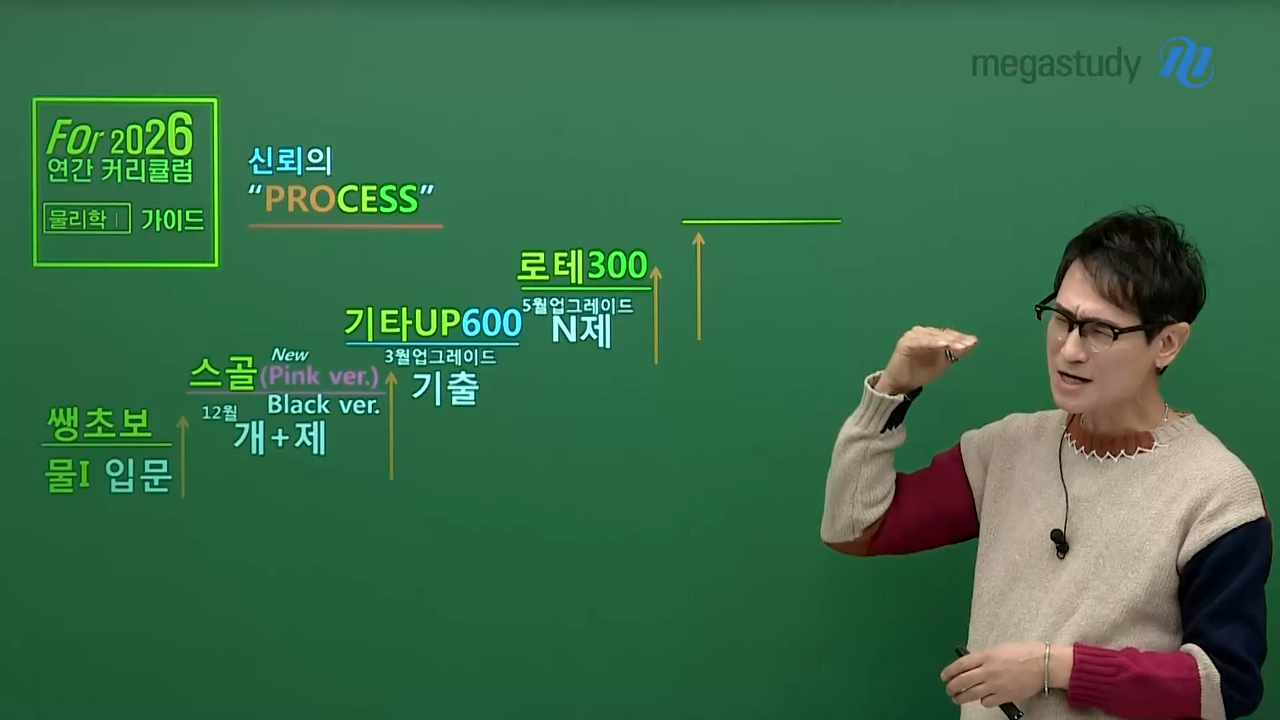 megastudy
For 2026
연간 커리큘럼
물리학Ⅰ 가이드
신뢰의
“PROCESS”
로테300
5월업그레이드
N제
기타UP600
3월업그레이드
기출
New
스골(Pink ver.)
Black ver.
12월
개+제
쌩초보
물I 입문